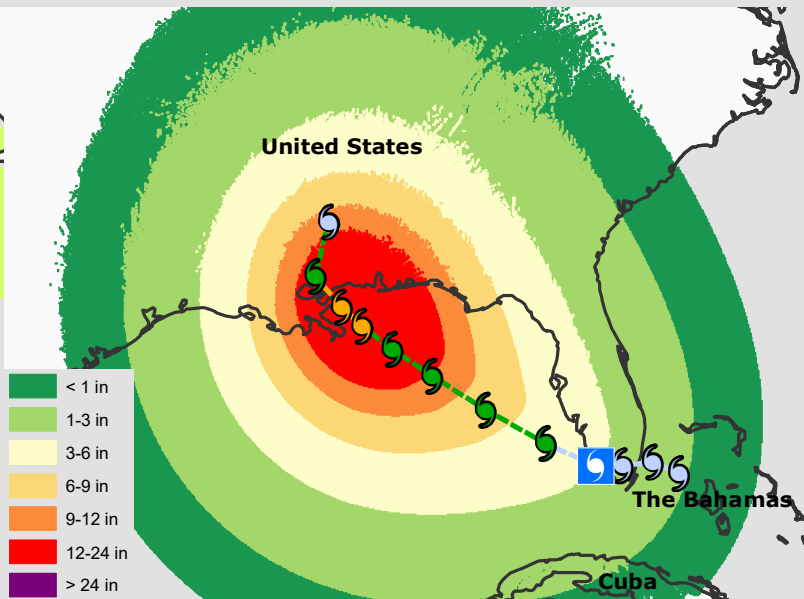 United States
< 1 in
1-3 in
3-6 in
6-9 in
9-12 in
12-24 in
> 24 in
The Bahamas
Cuba